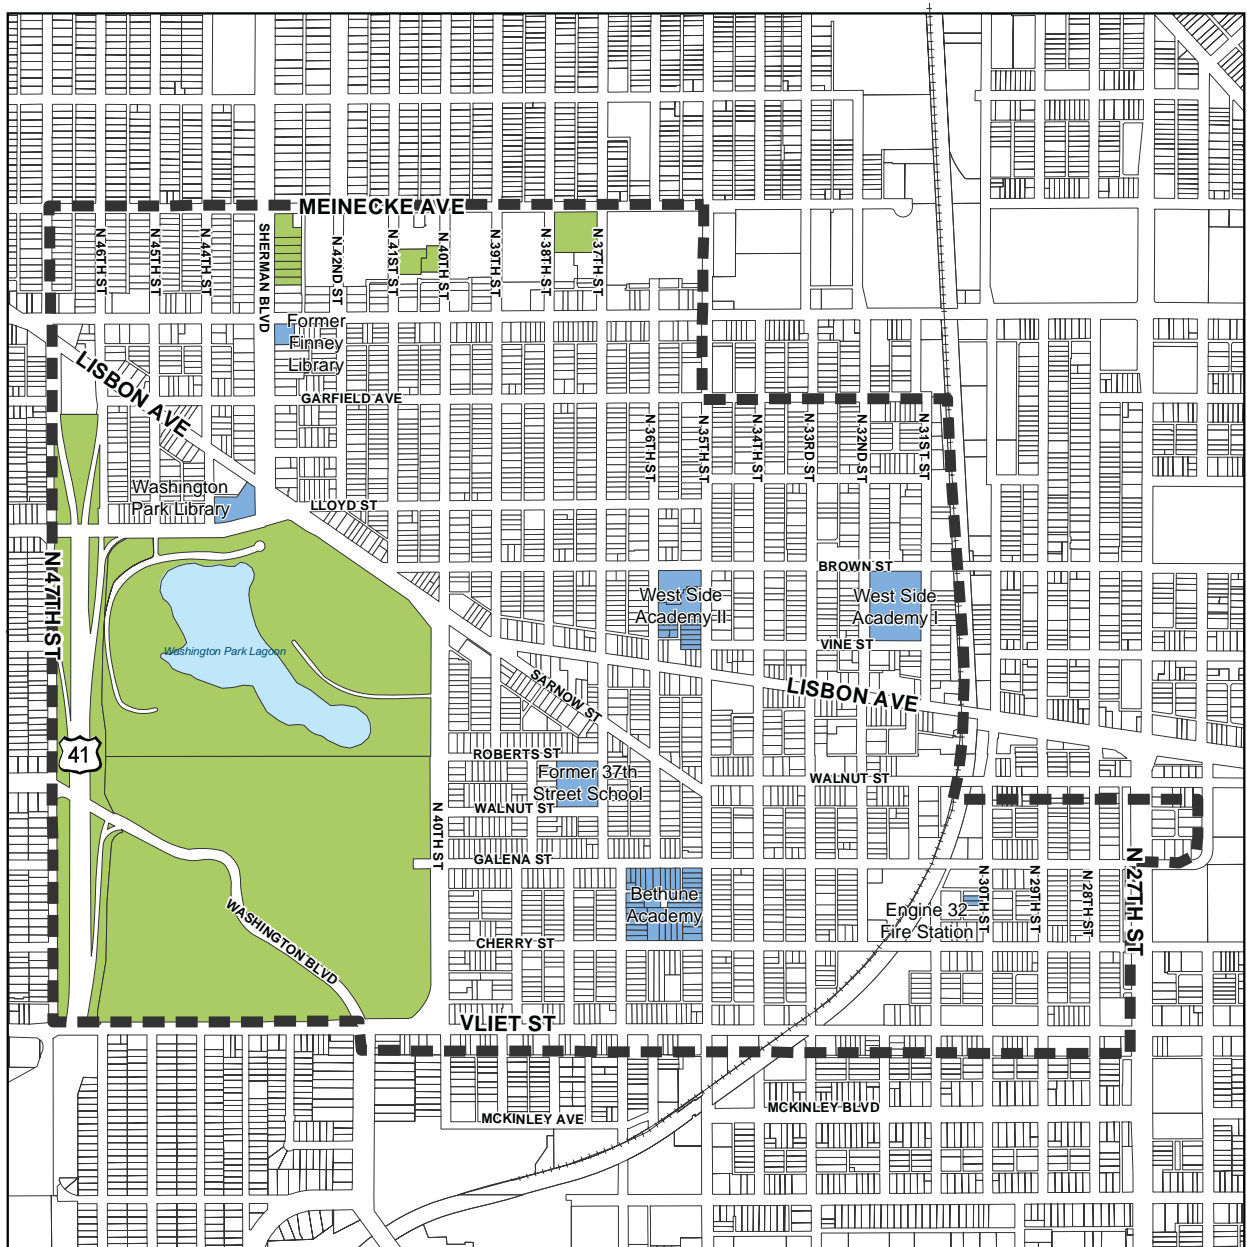 MEINECKE AVE
N 46TH ST
N 45TH ST
N 44TH ST
SHERMAN BLVD
N 42ND ST
N 41ST ST
N 40TH ST
N 39TH ST
N 38TH ST
N 37TH ST
Former
Finney
Library
LISBON AVE
GARFIELD AVE
N 36TH ST
N 35TH ST
N 34TH ST
N 33RD ST
N 32ND ST
N 31ST ST
Washington
Park Library
LLOYD ST
N 47TH ST
BROWN ST
West Side
Academy II
West Side
Academy I
VINE ST
Washington Park Lagoon
SARNOW ST
LISBON AVE
41
ROBERTS ST
Former 37th
Street School
WALNUT ST
WALNUT ST
N 40TH ST
GALENA ST
Bethune
Academy
N 30TH ST
N 29TH ST
N 28TH ST
N 27TH ST
Engine 32
Fire Station
WASHINGTON BLVD
CHERRY ST
VLIET ST
MCKINLEY AVE
MCKINLEY BLVD